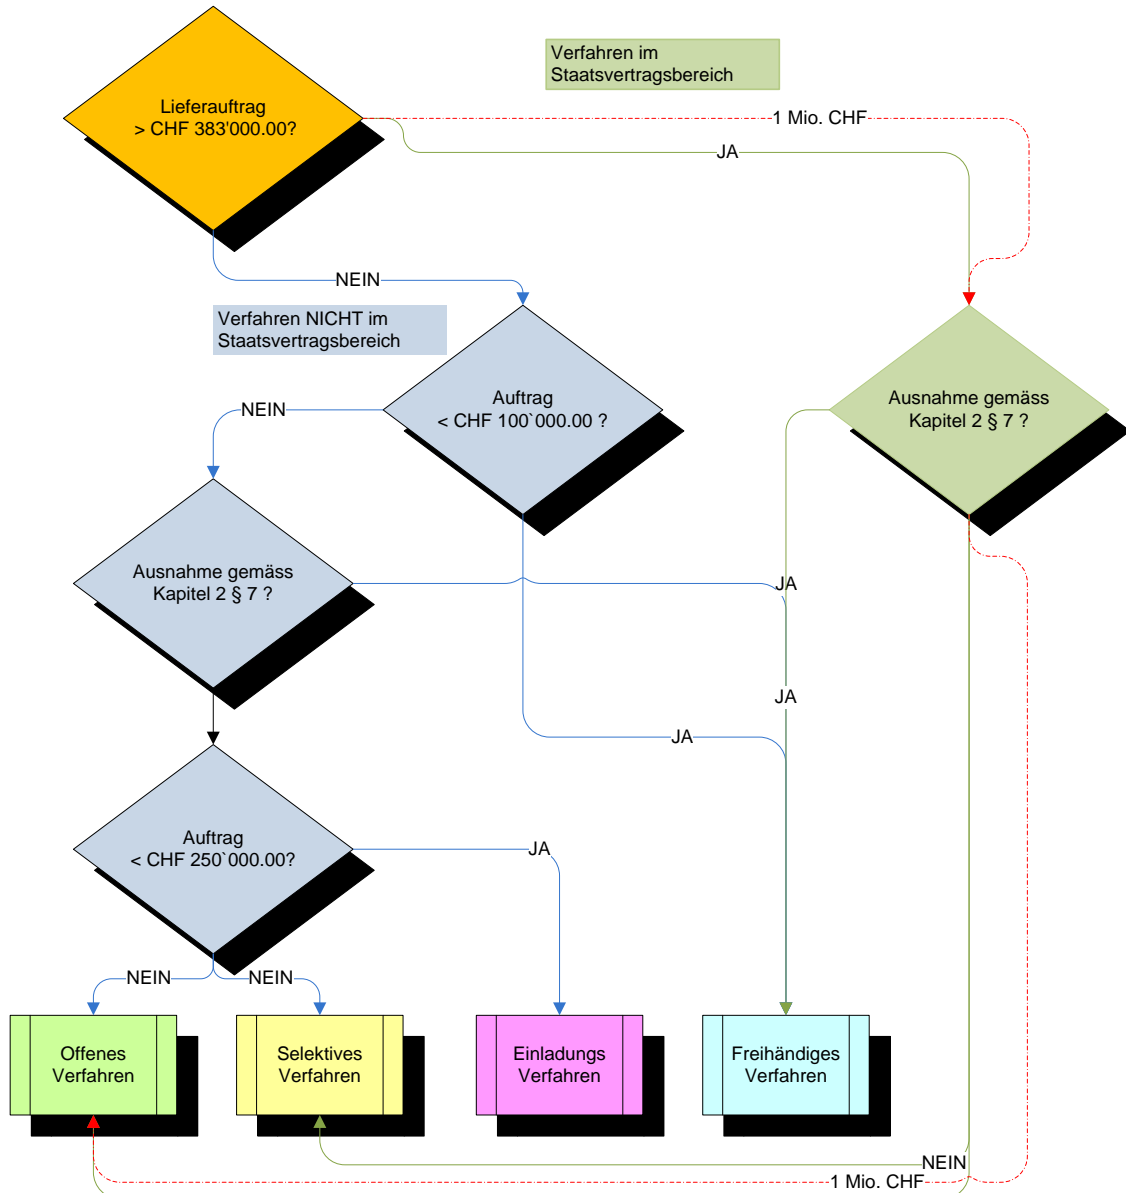 Verfahren im
Staatsvertragsbereich
Lieferauftrag
> CHF 383'000.00?
1 Mio. CHF
JA
NEIN
Verfahren NICHT im
Staatsvertragsbereich
Auftrag
< CHF 100`000.00 ?
Ausnahme gemäss
Kapitel 2 § 7 ?
NEIN
Ausnahme gemäss
Kapitel 2 § 7 ?
JA
JA
JA
Auftrag
< CHF 250`000.00?
JA
NEIN
NEIN
Offenes
Verfahren
Selektives
Verfahren
Einladungs
Verfahren
Freihändiges
Verfahren
NEIN
1 Mio. CHF